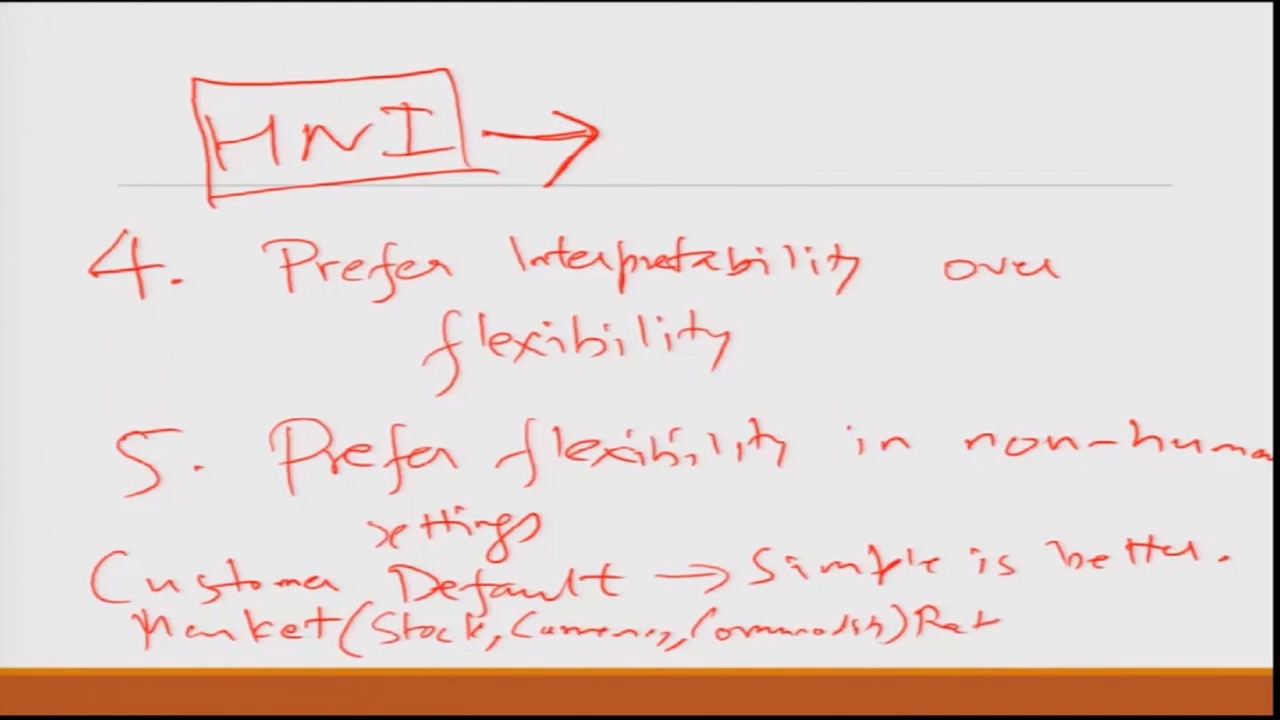 HNI →
4. Prefer Interpretability over
flexibility
5. Prefer flexibility in non-huma
settings
Customer Default → Simple is better.
Market (Stock, Currency, Commodity) Ret